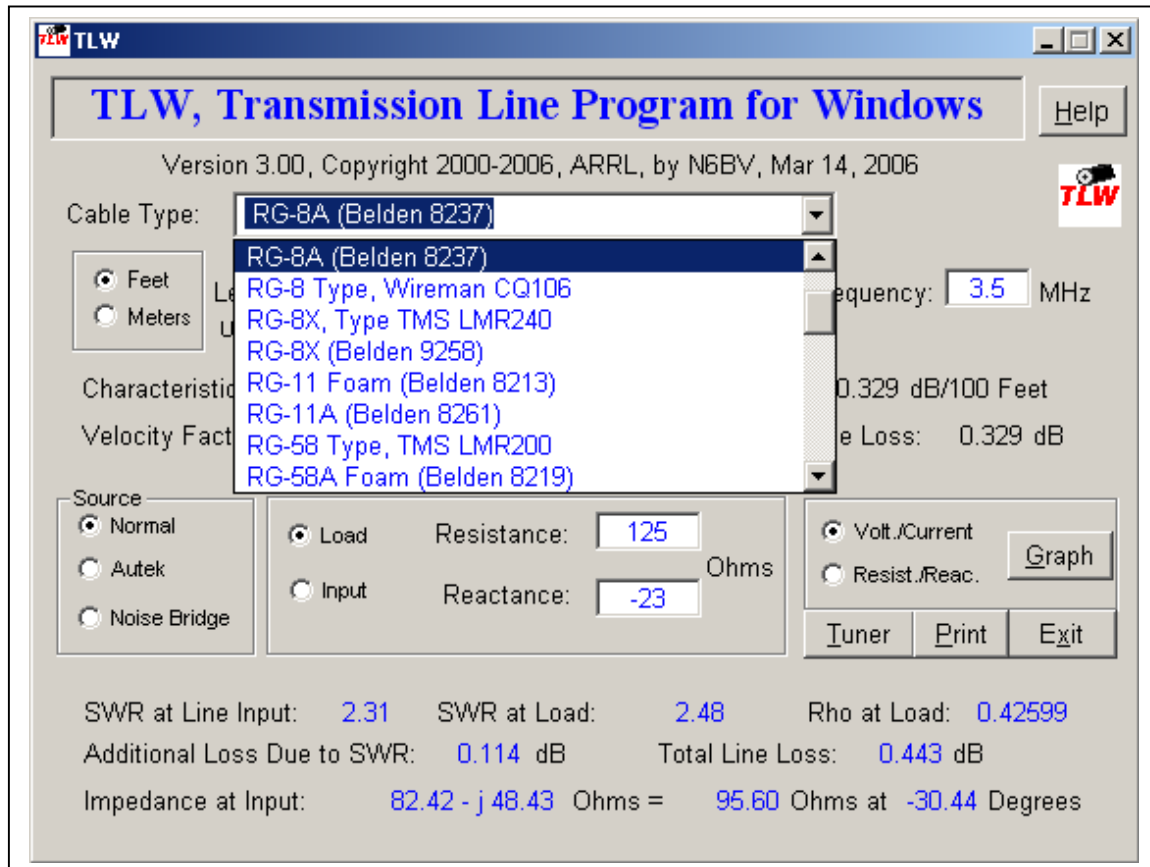 TLW TLW
TLW, Transmission Line Program for Windows
Help
Version 3.00, Copyright 2000-2006, ARRL, by N6BV, Mar 14, 2006
TLW
Cable Type: RG-8A (Belden 8237)
RG-8A (Belden 8237)
RG-8 Type, Wireman CQ106
RG-8X, Type TMS LMR240
RG-8X (Belden 9258)
RG-11 Foam (Belden 8213)
RG-11A (Belden 8261)
RG-58 Type, TMS LMR200
RG-58A Foam (Belden 8219)
Feet
Meters
equency: 3.5 MHz
Characteristic
0.329 dB/100 Feet
Velocity Fact
e Loss: 0.329 dB
Source
Normal
Autek
Noise Bridge
Load
Input
Resistance: 125
Ohms
Reactance: -23
Volt./Current
Resist./Reac.
Graph
Tuner Print Exit
SWR at Line Input: 2.31 SWR at Load: 2.48 Rho at Load: 0.42599
Additional Loss Due to SWR: 0.114 dB Total Line Loss: 0.443 dB
Impedance at Input: 82.42 - j 48.43 Ohms = 95.60 Ohms at -30.44 Degrees